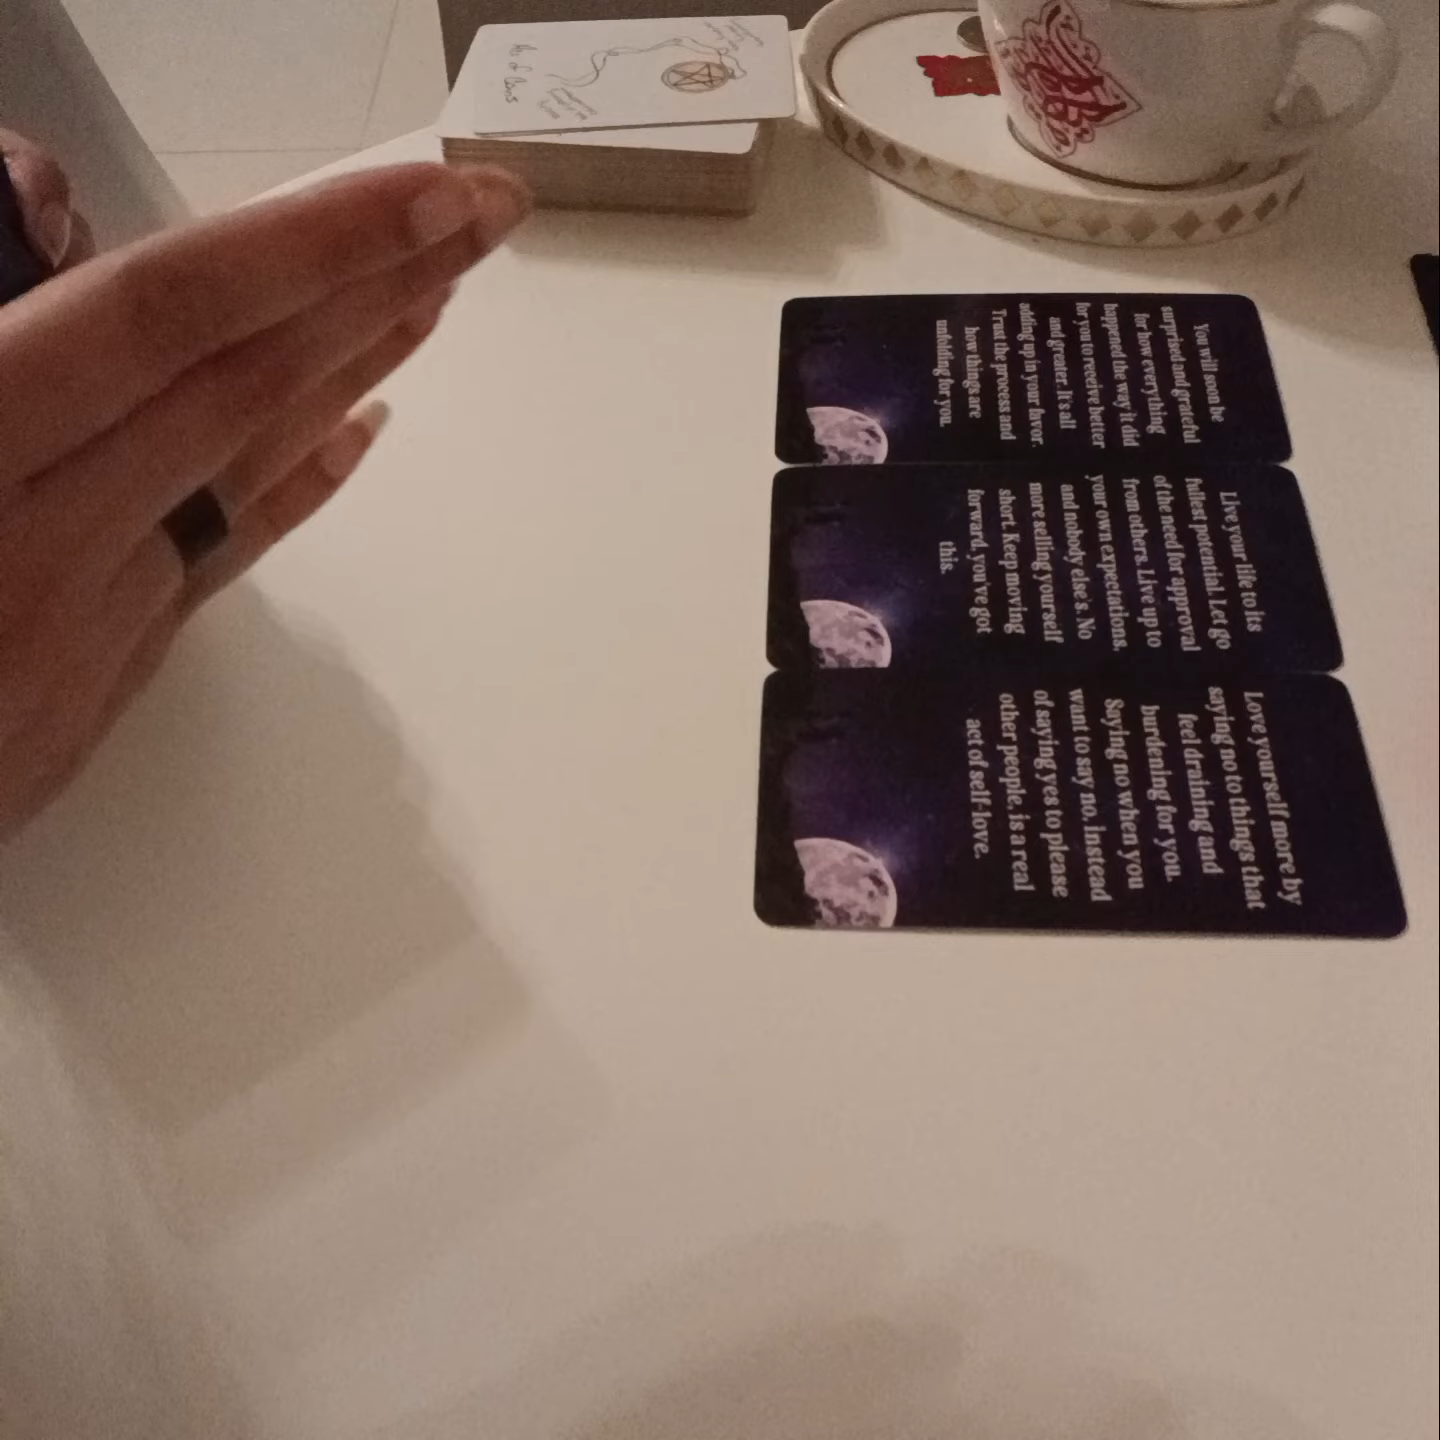 Ace of Coins
You will soon be
surprised and grateful
for how everything
happened the way it did
for you to receive better
and greater. It's all
adding up in your favor.
Trust the process and
how things are
unfolding for you.
Live your life to its
fullest potential. Let go
of the need for approval
from others. Live up to
your own expectations,
and nobody else's. No
more selling yourself
short. Keep moving
forward, you've got
this.
Love yourself more by
saying no to things that
feel draining and
burdening for you.
Saying no when you
want to say no, instead
of saying yes to please
other people, is a real
act of self-love.